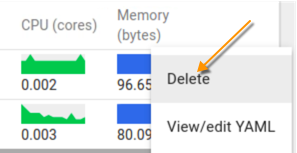 CPU (cores) Memory
(bytes)
Delete
0.002 96.65
View/edit YAML
0.003 80.09